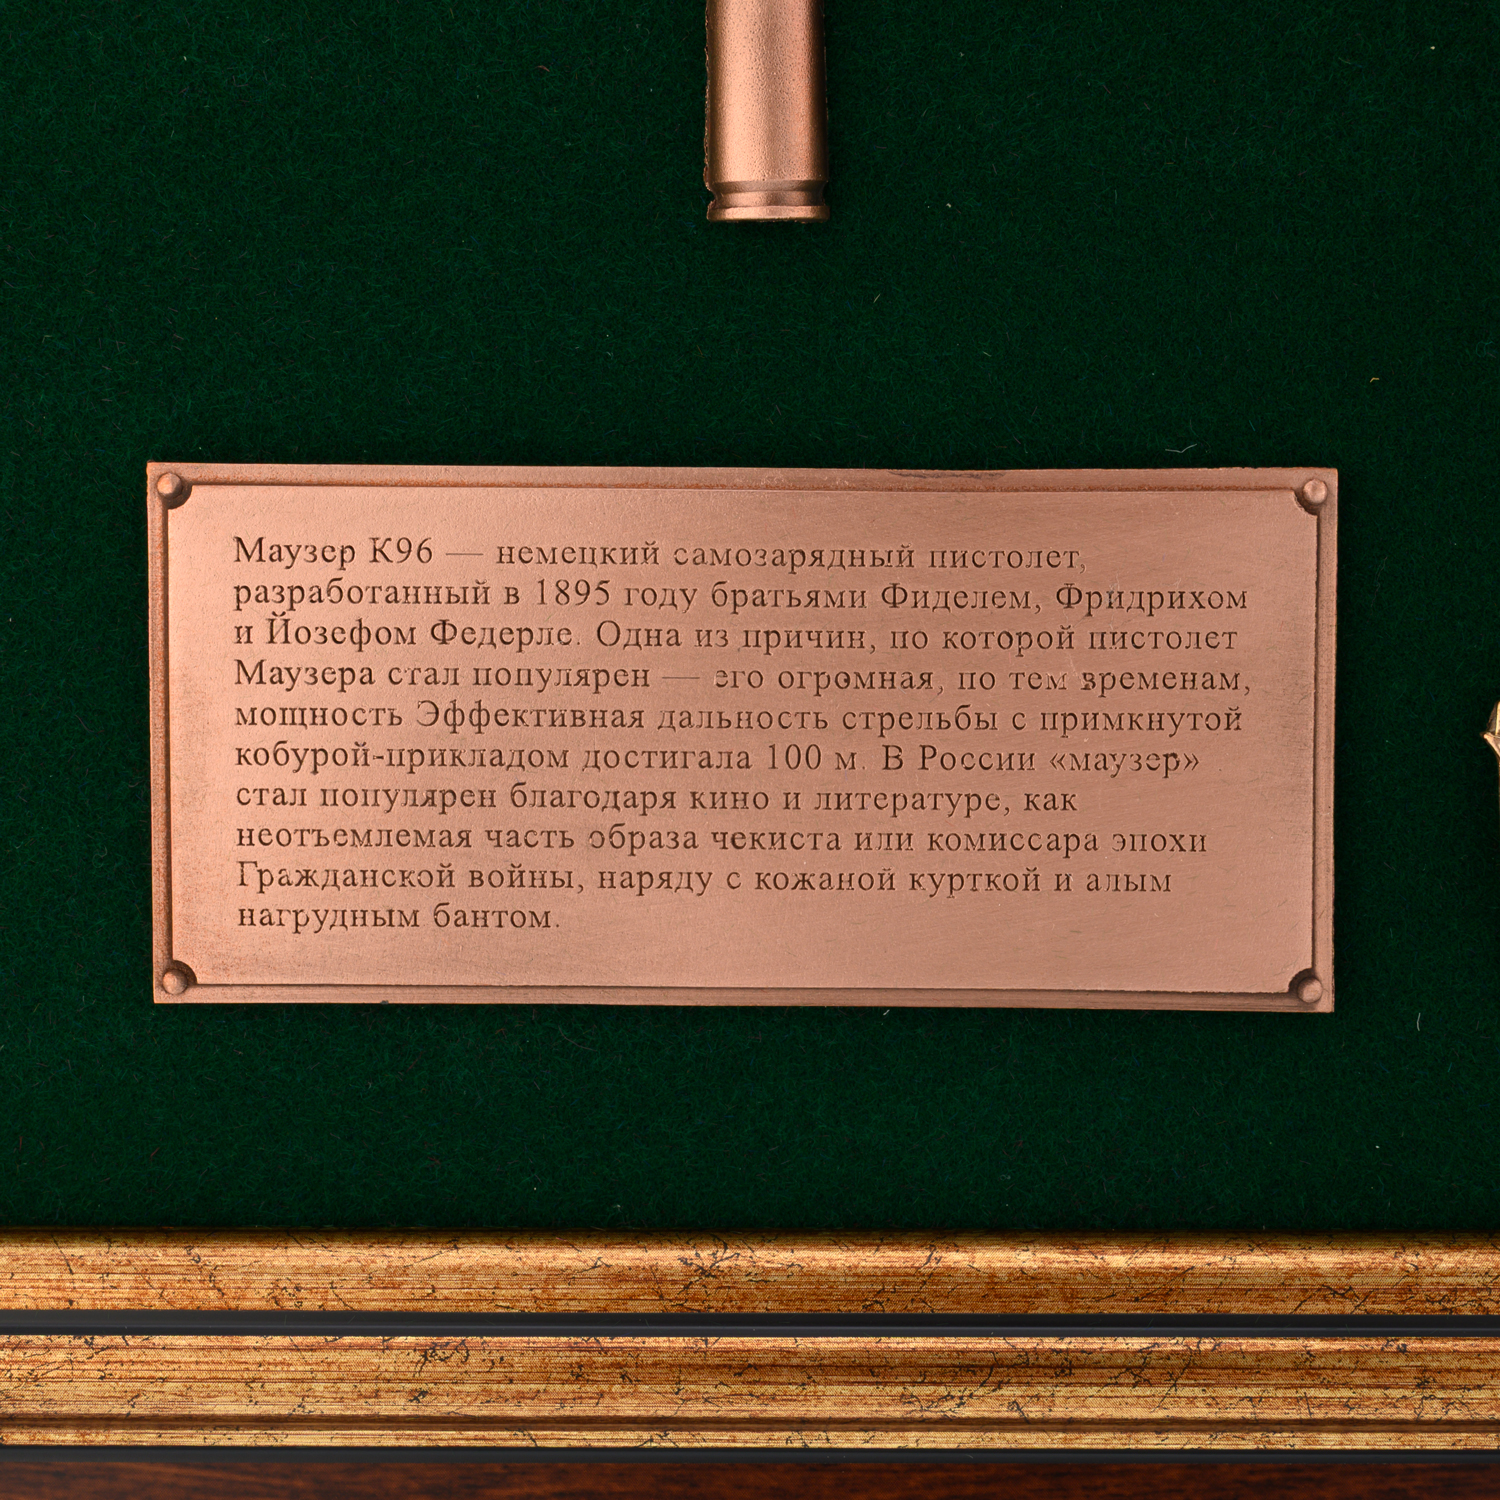 Маузер К96 — немецкий самозарядный пистолет,
разработанный в 1895 году братьями Фиделем, Фридрихом
и Йозефом Федерле. Одна из причин, по которой пистолет
Маузера стал популярен — его огромная, по тем временам,
мощность Эффективная дальность стрельбы с примкнутой
кобурой-прикладом достигала 100 м. В России «маузер»
стал популярен благодаря кино и литературе, как
неотъемлемая часть образа чекиста или комиссара эпохи
Гражданской войны, наряду с кожаной курткой и алым
нагрудным бантом.